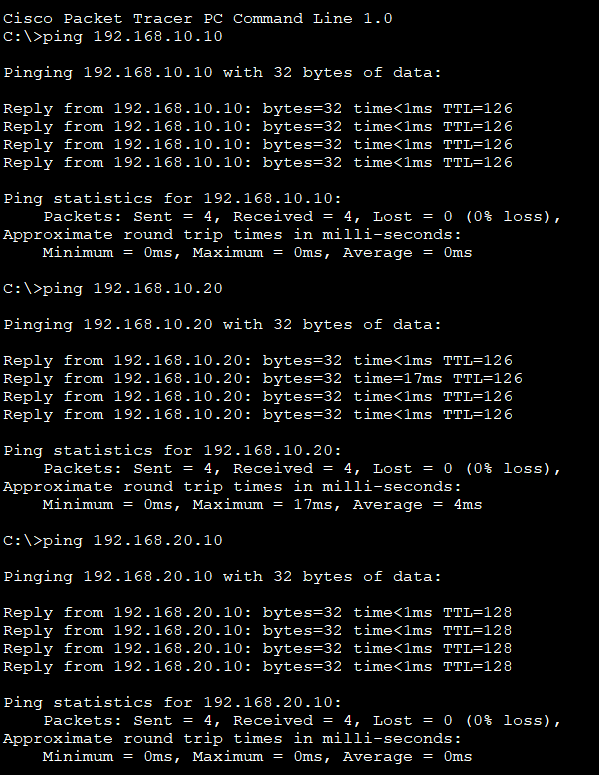 Cisco Packet Tracer PC Command Line 1.0
C:\>ping 192.168.10.10
Pinging 192.168.10.10 with 32 bytes of data:
Reply from 192.168.10.10: bytes=32 time<1ms TTL=126
Reply from 192.168.10.10: bytes=32 time<1ms TTL=126
Reply from 192.168.10.10: bytes=32 time<1ms TTL=126
Reply from 192.168.10.10: bytes=32 time<1ms TTL=126
Ping statistics for 192.168.10.10:
    Packets: Sent = 4, Received = 4, Lost = 0 (0% loss),
Approximate round trip times in milli-seconds:
    Minimum = 0ms, Maximum = 0ms, Average = 0ms
C:\>ping 192.168.10.20
Pinging 192.168.10.20 with 32 bytes of data:
Reply from 192.168.10.20: bytes=32 time<1ms TTL=126
Reply from 192.168.10.20: bytes=32 time=17ms TTL=126
Reply from 192.168.10.20: bytes=32 time<1ms TTL=126
Reply from 192.168.10.20: bytes=32 time<1ms TTL=126
Ping statistics for 192.168.10.20:
    Packets: Sent = 4, Received = 4, Lost = 0 (0% loss),
Approximate round trip times in milli-seconds:
    Minimum = 0ms, Maximum = 17ms, Average = 4ms
C:\>ping 192.168.20.10
Pinging 192.168.20.10 with 32 bytes of data:
Reply from 192.168.20.10: bytes=32 time<1ms TTL=128
Reply from 192.168.20.10: bytes=32 time<1ms TTL=128
Reply from 192.168.20.10: bytes=32 time<1ms TTL=128
Reply from 192.168.20.10: bytes=32 time<1ms TTL=128
Ping statistics for 192.168.20.10:
    Packets: Sent = 4, Received = 4, Lost = 0 (0% loss),
Approximate round trip times in milli-seconds:
    Minimum = 0ms, Maximum = 0ms, Average = 0ms